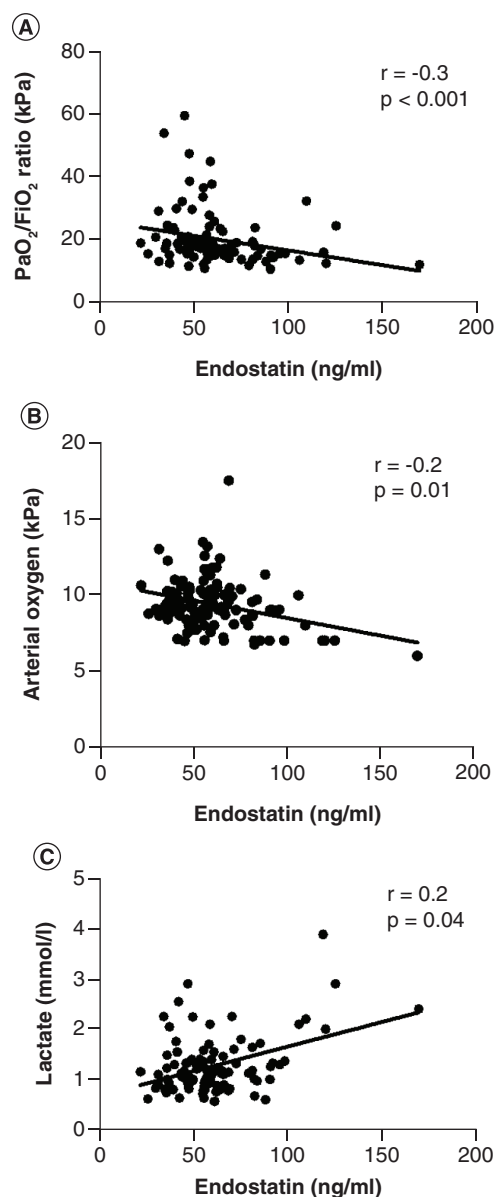 A
80
60
40
20
0
PaO₂/FiO₂ ratio (kPa)
r = -0.3
p < 0.001
0 50 100 150 200
Endostatin (ng/ml)
B
20
15
10
5
0
Arterial oxygen (kPa)
r = -0.2
p = 0.01
0 50 100 150 200
Endostatin (ng/ml)
C
5
4
3
2
1
0
Lactate (mmol/l)
r = 0.2
p = 0.04
0 50 100 150 200
Endostatin (ng/ml)